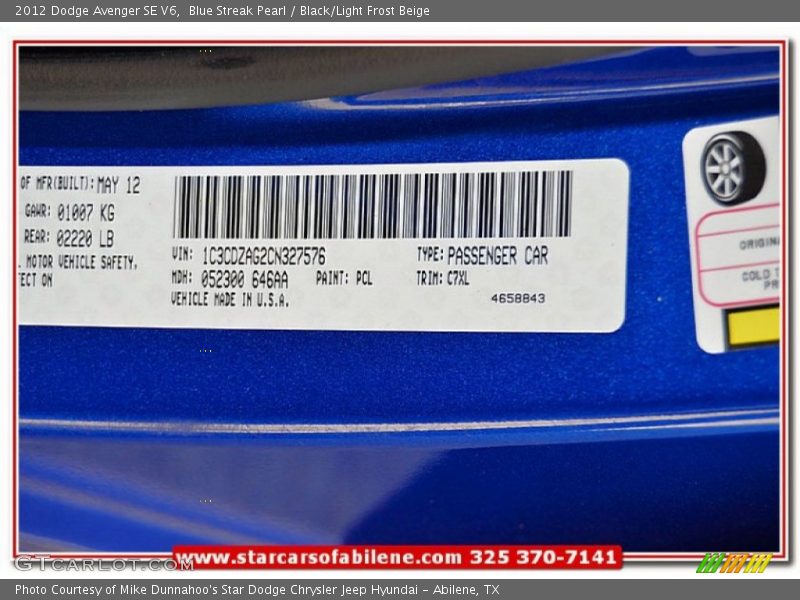 2012 Dodge Avenger SE V6,  Blue Streak Pearl / Black/Light Frost Beige
OF MFR(BUILT): MAY 12
GAWR: 01007 KG
REAR: 02220 LB
MOTOR VEHICLE SAFETY,
ECT ON
VIN: 1C3CDZAG2CN327576
TYPE: PASSENGER CAR
MDH: 052300 646AA
PAINT: PCL
TRIM: C7XL
VEHICLE MADE IN U.S.A.
4658843
ORIGINA
COLD T
PR
GTCARLOT.COM
www.starcarsofabilene.com 325 370-7141
Photo Courtesy of Mike Dunnahoo's Star Dodge Chrysler Jeep Hyundai - Abilene, TX